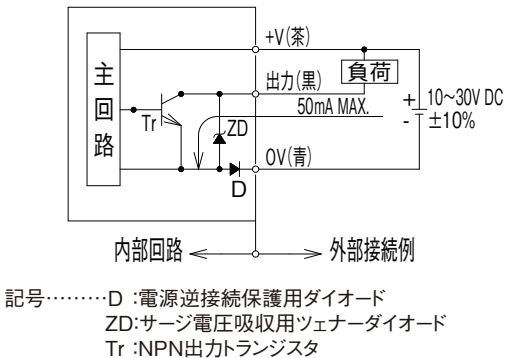 +V(茶)
主回路
出力(黒)
負荷
50mA MAX.
+ 10~30V DC
- ±10%
Tr
ZD
0V(青)
D
内部回路
外部接続例
記号………D :電源逆接続保護用ダイオード
ZD:サージ電圧吸収用ツェナーダイオード
Tr :NPN出力トランジスタ